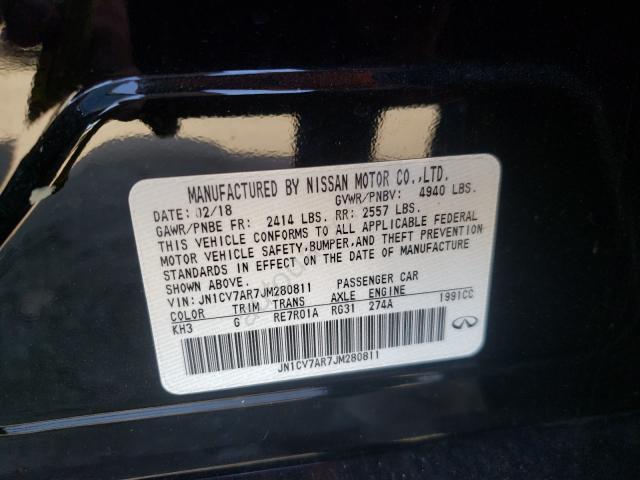 MANUFACTURED BY NISSAN MOTOR CO.,LTD.
DATE: 02/18 GVWR/PNBV: 4940 LBS.
GAWR/PNBE FR: 2414 LBS. RR: 2557 LBS.
THIS VEHICLE CONFORMS TO ALL APPLICABLE FEDERAL
MOTOR VEHICLE SAFETY, BUMPER, AND THEFT PREVENTION
STANDARDS IN EFFECT ON THE DATE OF MANUFACTURE
SHOWN ABOVE.
VIN: JN1CV7AR7JM280811 PASSENGER CAR
COLOR TRIM TRANS AXLE ENGINE
KH3 G RE7R01A RG31 274A 1991CC
JN1CV7AR7JM280811